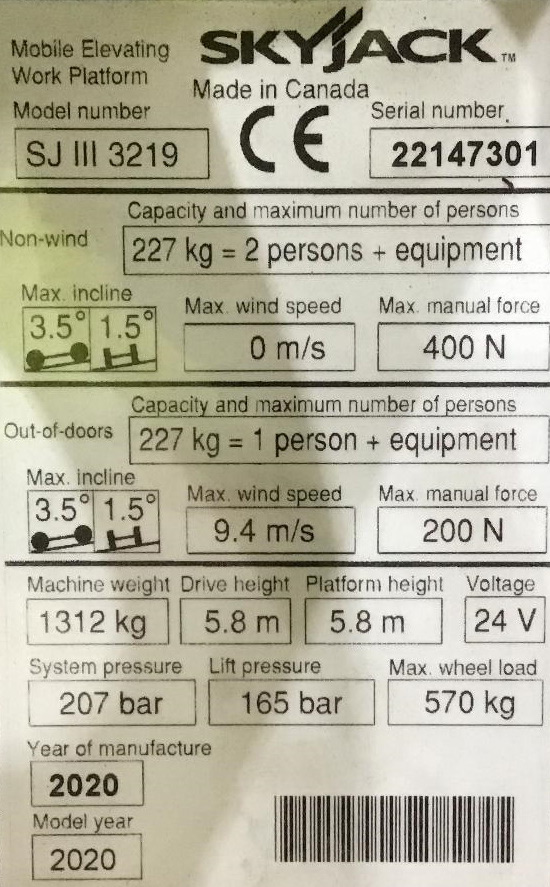 Mobile Elevating SKYJACK™
Work Platform Made in Canada
Model number CE Serial number
SJ III 3219 22147301
Capacity and maximum number of persons
Non-wind 227 kg = 2 persons + equipment
Max. incline Max. wind speed Max. manual force
3.5° 1.5° 0 m/s 400 N
Capacity and maximum number of persons
Out-of-doors 227 kg = 1 person + equipment
Max. incline Max. wind speed Max. manual force
3.5° 1.5° 9.4 m/s 200 N
Machine weight Drive height Platform height Voltage
1312 kg 5.8 m 5.8 m 24 V
System pressure Lift pressure Max. wheel load
207 bar 165 bar 570 kg
Year of manufacture
2020
Model year
2020